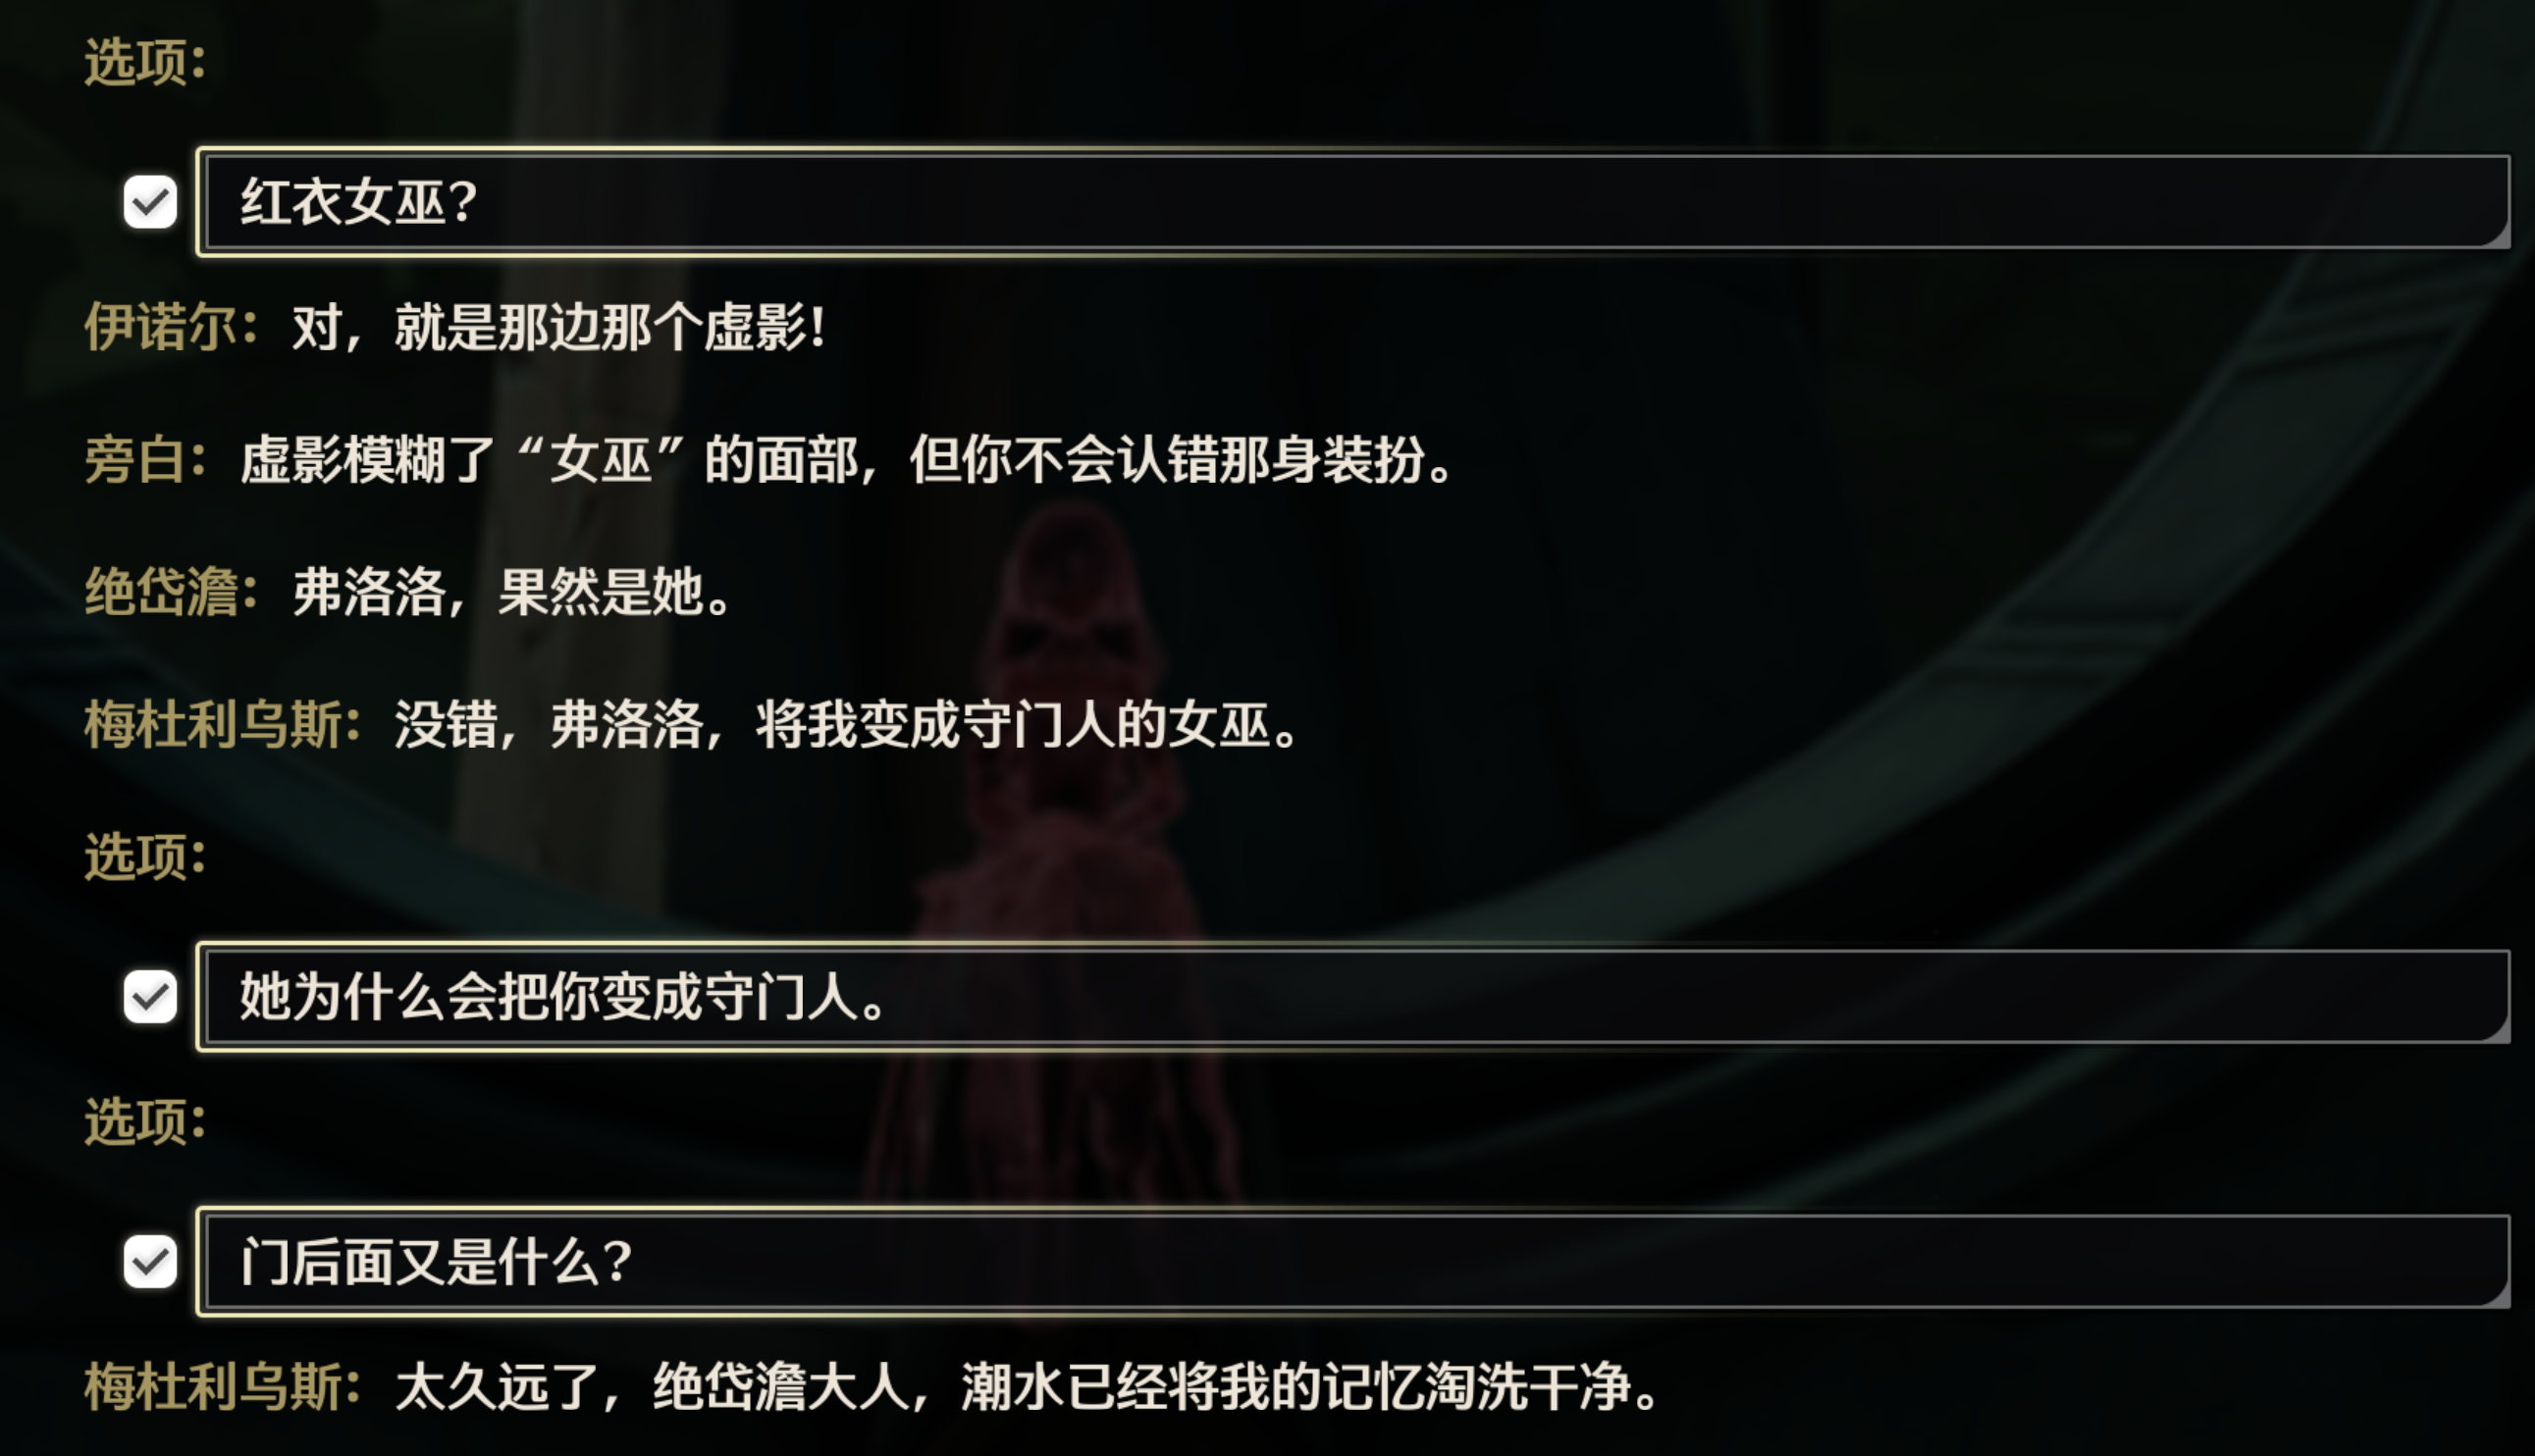 选项：
红衣女巫？
伊诺尔：对，就是那边那个虚影！
旁白：虚影模糊了“女巫”的面部，但你不会认错那身装扮。
绝岱澹：弗洛洛，果然是她。
梅杜利乌斯：没错，弗洛洛，将我变成守门人的女巫。
选项：
她为什么会把你变成守门人。
选项：
门后面又是什么？
梅杜利乌斯：太久远了，绝岱澹大人，潮水已经将我的记忆淘洗干净。